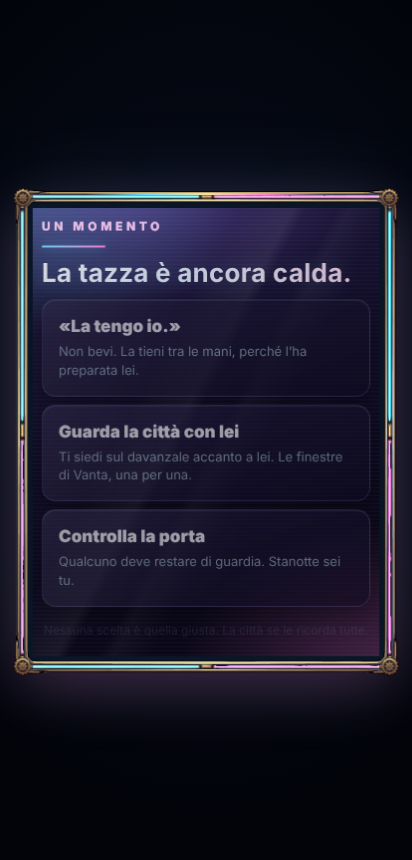 UN MOMENTO
La tazza è ancora calda.
«La tengo io.»
Non bevi. La tieni tra le mani, perché l'ha
preparata lei.
Guarda la città con lei
Ti siedi sul davanzale accanto a lei. Le finestre
di Vanta, una per una.
Controlla la porta
Qualcuno deve restare di guardia. Stanotte sei
tu.
Nessuna scelta è quella giusta. La città se le ricorda tutte.